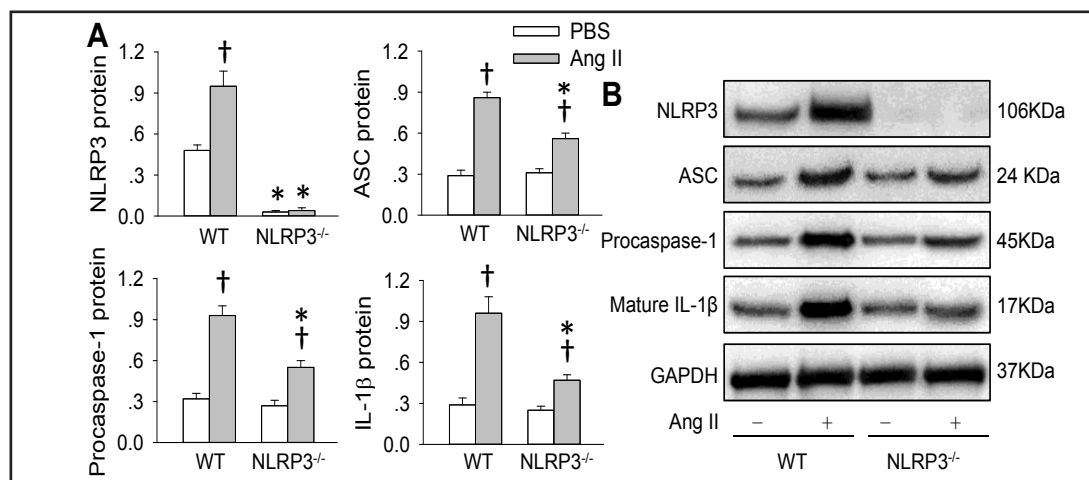 A
PBS
Ang II
NLRP3 protein
1.2
.9
.6
.3
0.0
†
* *
WT NLRP3-/-
ASC protein
1.2
.9
.6
.3
0.0
†
*
†
WT NLRP3-/-
Procaspase-1 protein
1.2
.9
.6
.3
0.0
†
*
†
WT NLRP3-/-
IL-1β protein
1.2
.9
.6
.3
0.0
†
*
†
WT NLRP3-/-
B
NLRP3 106KDa
ASC 24 KDa
Procaspase-1 45KDa
Mature IL-1β 17KDa
GAPDH 37KDa
Ang II − + − +
WT NLRP3-/-